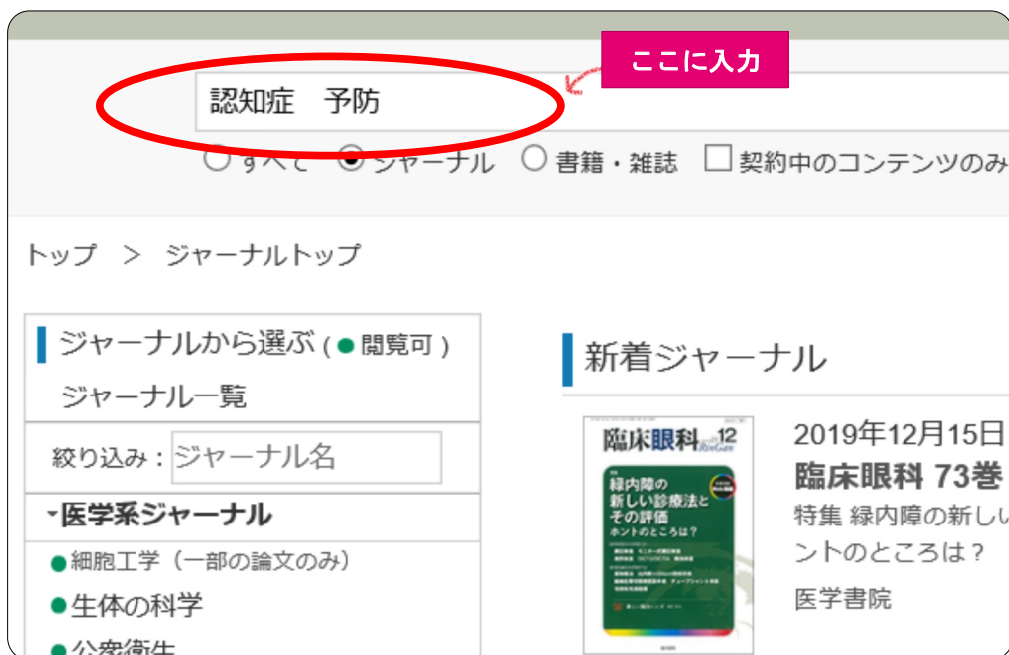 ここに入力
認知症　予防
すべて ジャーナル 書籍・雑誌 契約中のコンテンツのみ
トップ ＞ ジャーナルトップ
ジャーナルから選ぶ (●閲覧可)
ジャーナル一覧
絞り込み：ジャーナル名
医学系ジャーナル
●細胞工学（一部の論文のみ）
●生体の科学
●公衆衛生
新着ジャーナル
臨床眼科 12
緑内障の
新しい診療法と
その評価
ホントのところは？
2019年12月15日
臨床眼科 73巻
特集 緑内障の新しい
ントのところは？
医学書院